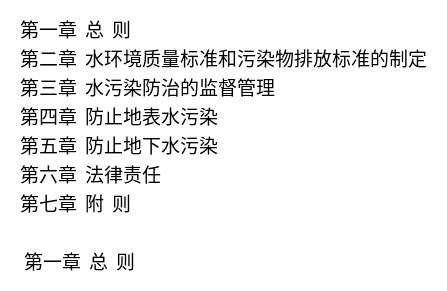 第一章 总 则
第二章 水环境质量标准和污染物排放标准的制定
第三章 水污染防治的监督管理
第四章 防止地表水污染
第五章 防止地下水污染
第六章 法律责任
第七章 附 则
第一章 总 则